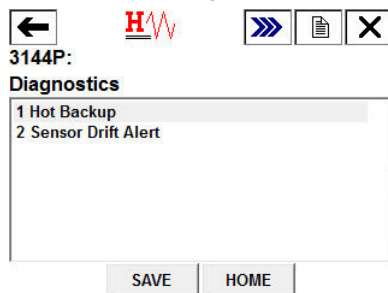 H
3144P:
Diagnostics
1 Hot Backup
2 Sensor Drift Alert
SAVE HOME